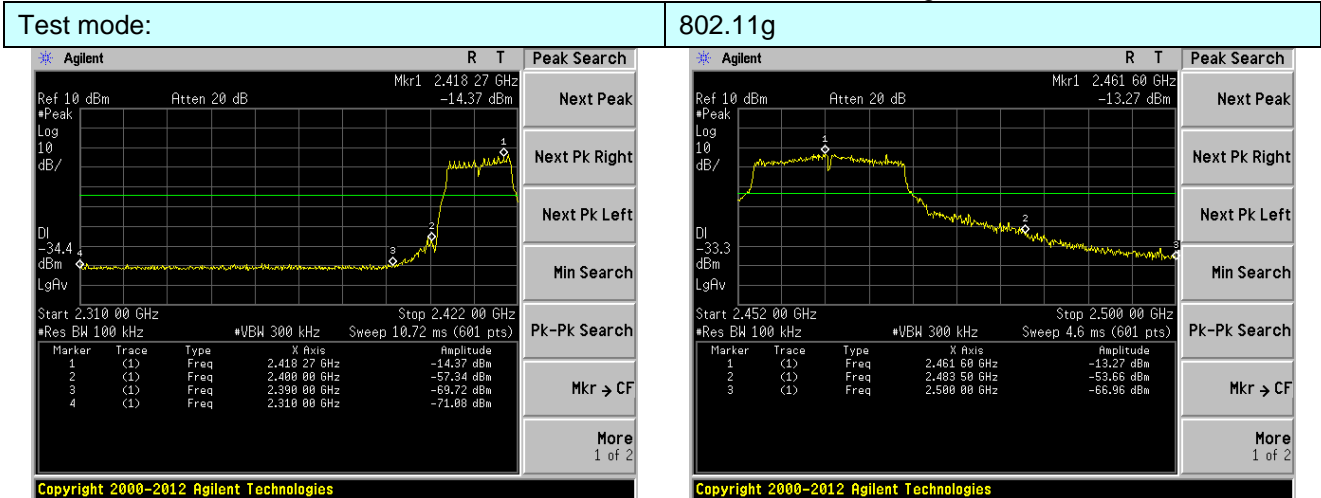 Test mode: 802.11g
Agilent R T Peak Search
Mkr1 2.418 27 GHz
Ref 10 dBm Atten 20 dB -14.37 dBm
#Peak
Log
10
dB/
1
2
3
4
DI
-34.4
dBm
LgAv
Start 2.310 00 GHz Stop 2.422 00 GHz
#Res BW 100 kHz #VBW 300 kHz Sweep 10.72 ms (601 pts)
Marker Trace Type X Axis Amplitude
1 (1) Freq 2.418 27 GHz -14.37 dBm
2 (1) Freq 2.400 00 GHz -57.34 dBm
3 (1) Freq 2.390 00 GHz -69.72 dBm
4 (1) Freq 2.310 00 GHz -71.08 dBm
Next Peak
Next Pk Right
Next Pk Left
Min Search
Pk-Pk Search
Mkr → CF
More
1 of 2
Copyright 2000-2012 Agilent Technologies
Agilent R T Peak Search
Mkr1 2.461 60 GHz
Ref 10 dBm Atten 20 dB -13.27 dBm
#Peak
Log
10
dB/
1
2
3
DI
-33.3
dBm
LgAv
Start 2.452 00 GHz Stop 2.500 00 GHz
#Res BW 100 kHz #VBW 300 kHz Sweep 4.6 ms (601 pts)
Marker Trace Type X Axis Amplitude
1 (1) Freq 2.461 60 GHz -13.27 dBm
2 (1) Freq 2.483 50 GHz -53.66 dBm
3 (1) Freq 2.500 00 GHz -66.96 dBm
Next Peak
Next Pk Right
Next Pk Left
Min Search
Pk-Pk Search
Mkr → CF
More
1 of 2
Copyright 2000-2012 Agilent Technologies